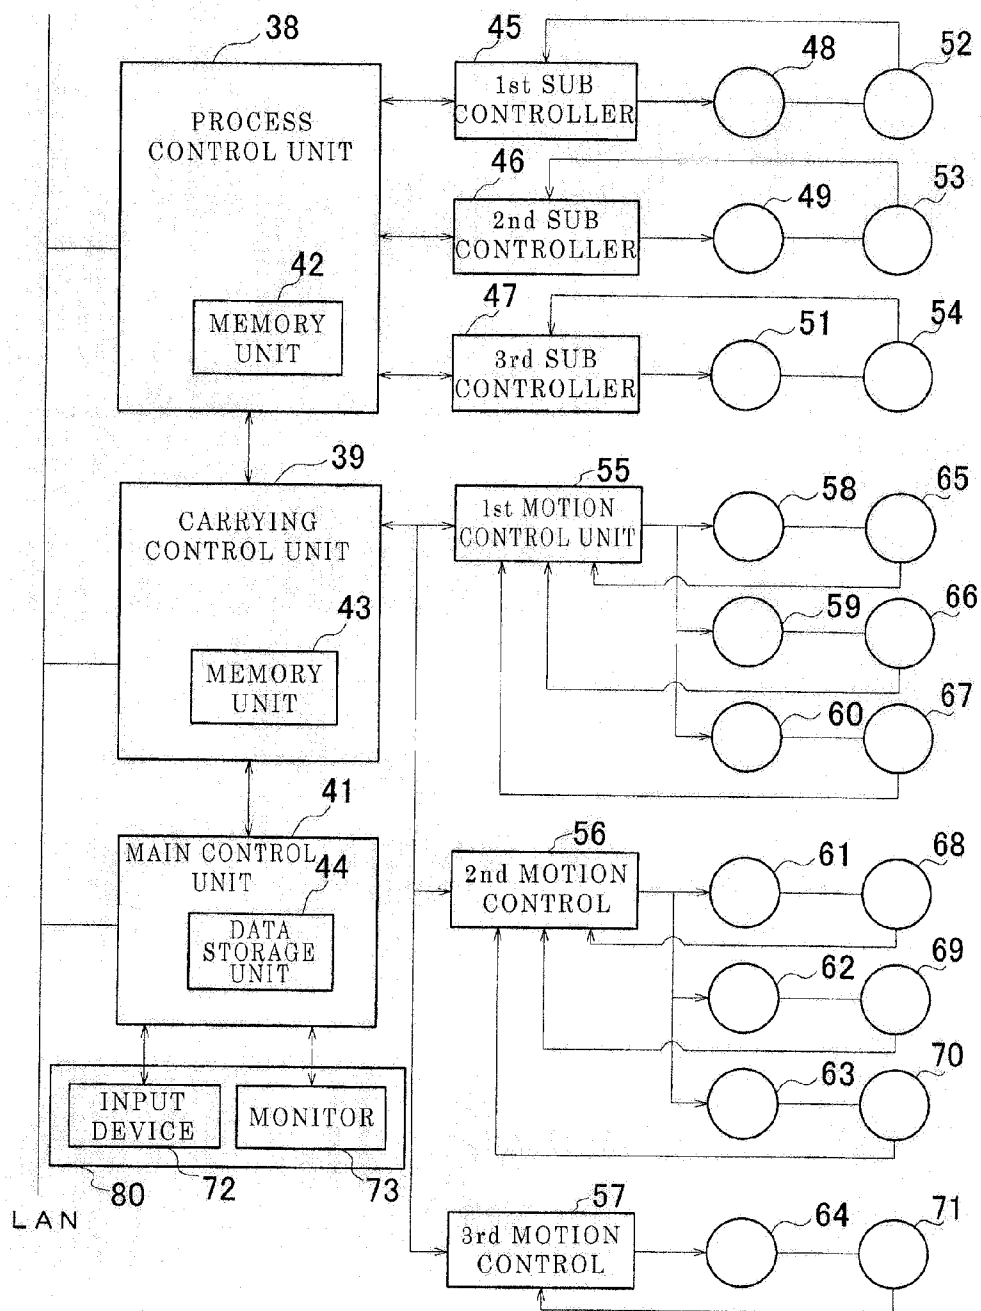 38
PROCESS
CONTROL UNIT
42
MEMORY
UNIT
45
1st SUB
CONTROLLER
48
52
46
2nd SUB
CONTROLLER
49
53
47
3rd SUB
CONTROLLER
51
54
39
CARRYING
CONTROL UNIT
43
MEMORY
UNIT
55
1st MOTION
CONTROL UNIT
58
65
59
66
60
67
41
MAIN CONTROL
UNIT
44
DATA
STORAGE
UNIT
56
2nd MOTION
CONTROL
61
68
62
69
63
70
INPUT
DEVICE
MONITOR
72
73
80
LAN
57
3rd MOTION
CONTROL
64
71